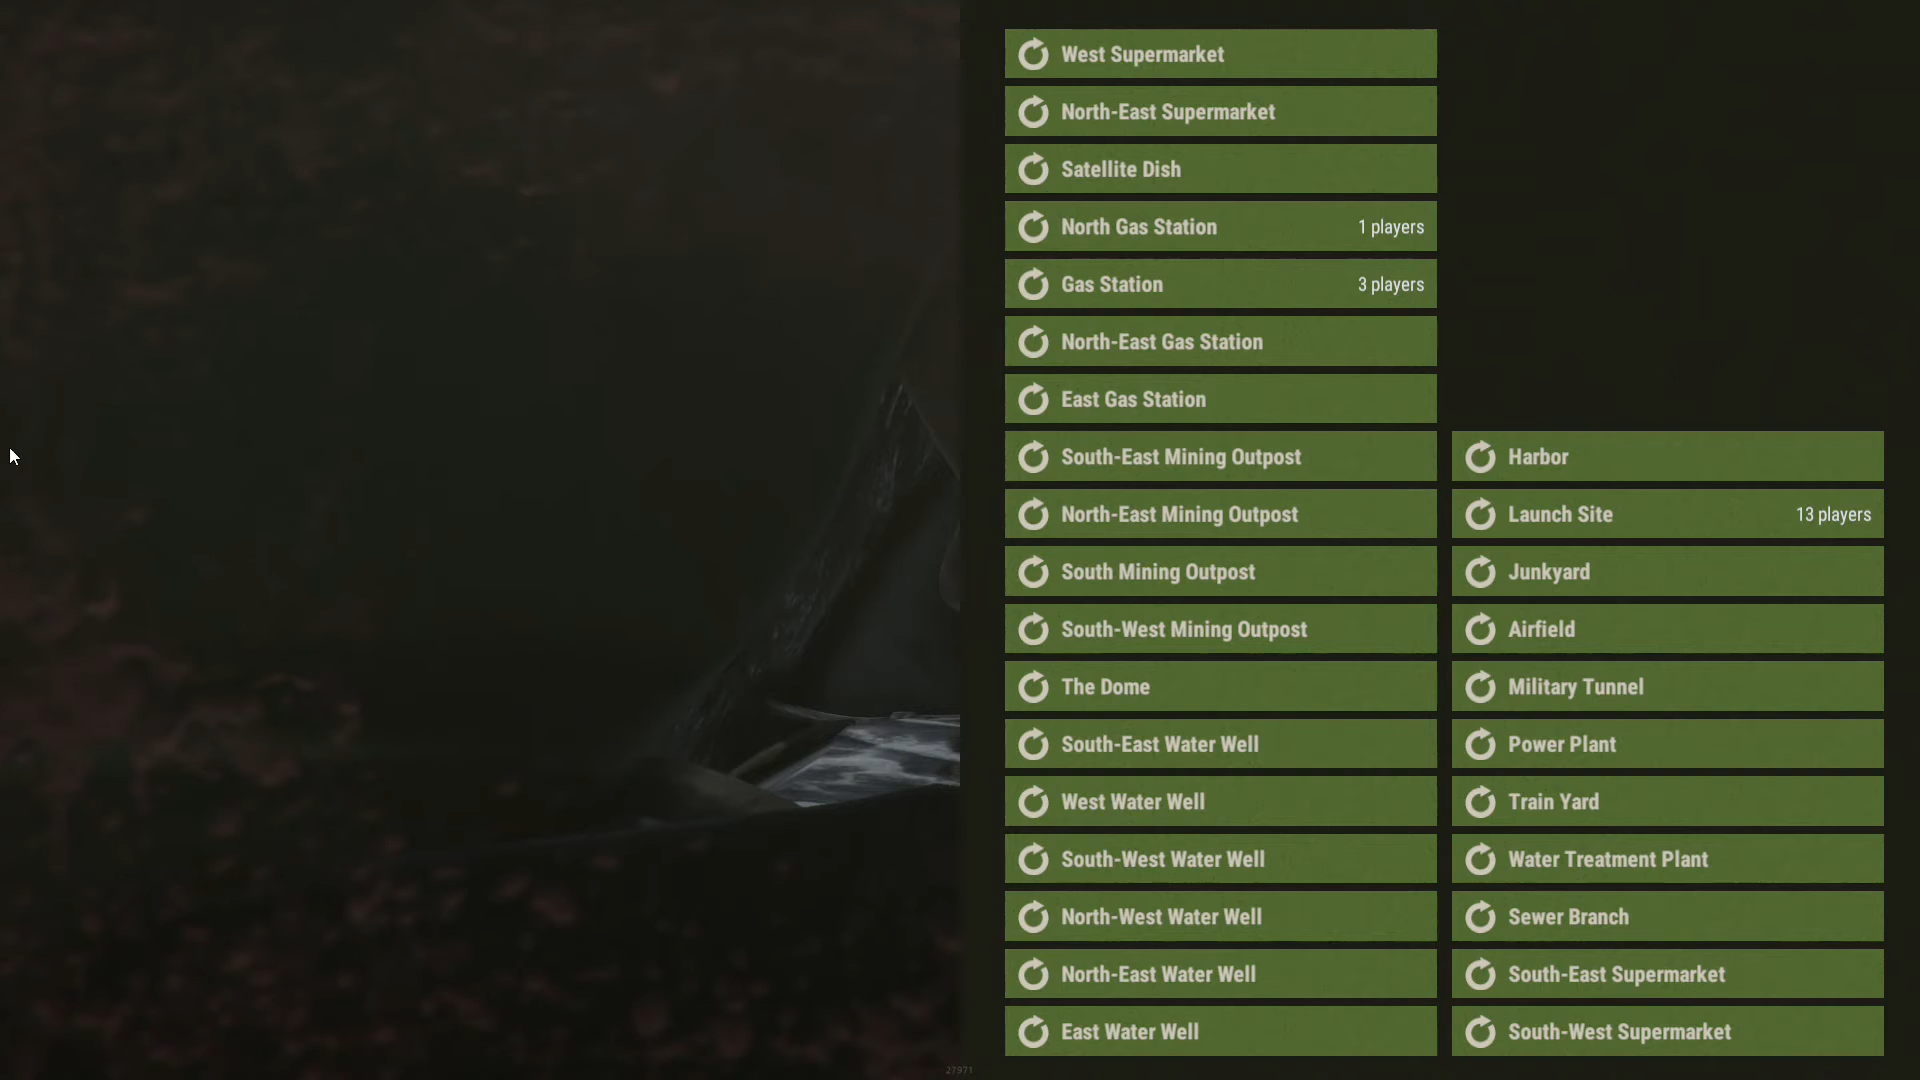 West Supermarket
North-East Supermarket
Satellite Dish
North Gas Station 1 players
Gas Station 3 players
North-East Gas Station
East Gas Station
South-East Mining Outpost
North-East Mining Outpost
South Mining Outpost
South-West Mining Outpost
The Dome
South-East Water Well
West Water Well
South-West Water Well
North-West Water Well
North-East Water Well
East Water Well
Harbor
Launch Site 13 players
Junkyard
Airfield
Military Tunnel
Power Plant
Train Yard
Water Treatment Plant
Sewer Branch
South-East Supermarket
South-West Supermarket
27971